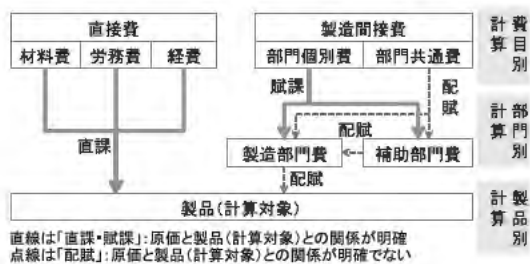 直接費
材料費 労務費 経費
製造間接費
部門個別費 部門共通費
賦課
配賦
配賦
直課
製造部門費
補助部門費
配賦
製品(計算対象)
費目別計算
部門別計算
製品別計算
直線は「直課・賦課」:原価と製品(計算対象)との関係が明確
点線は「配賦」:原価と製品(計算対象)との関係が明確でない